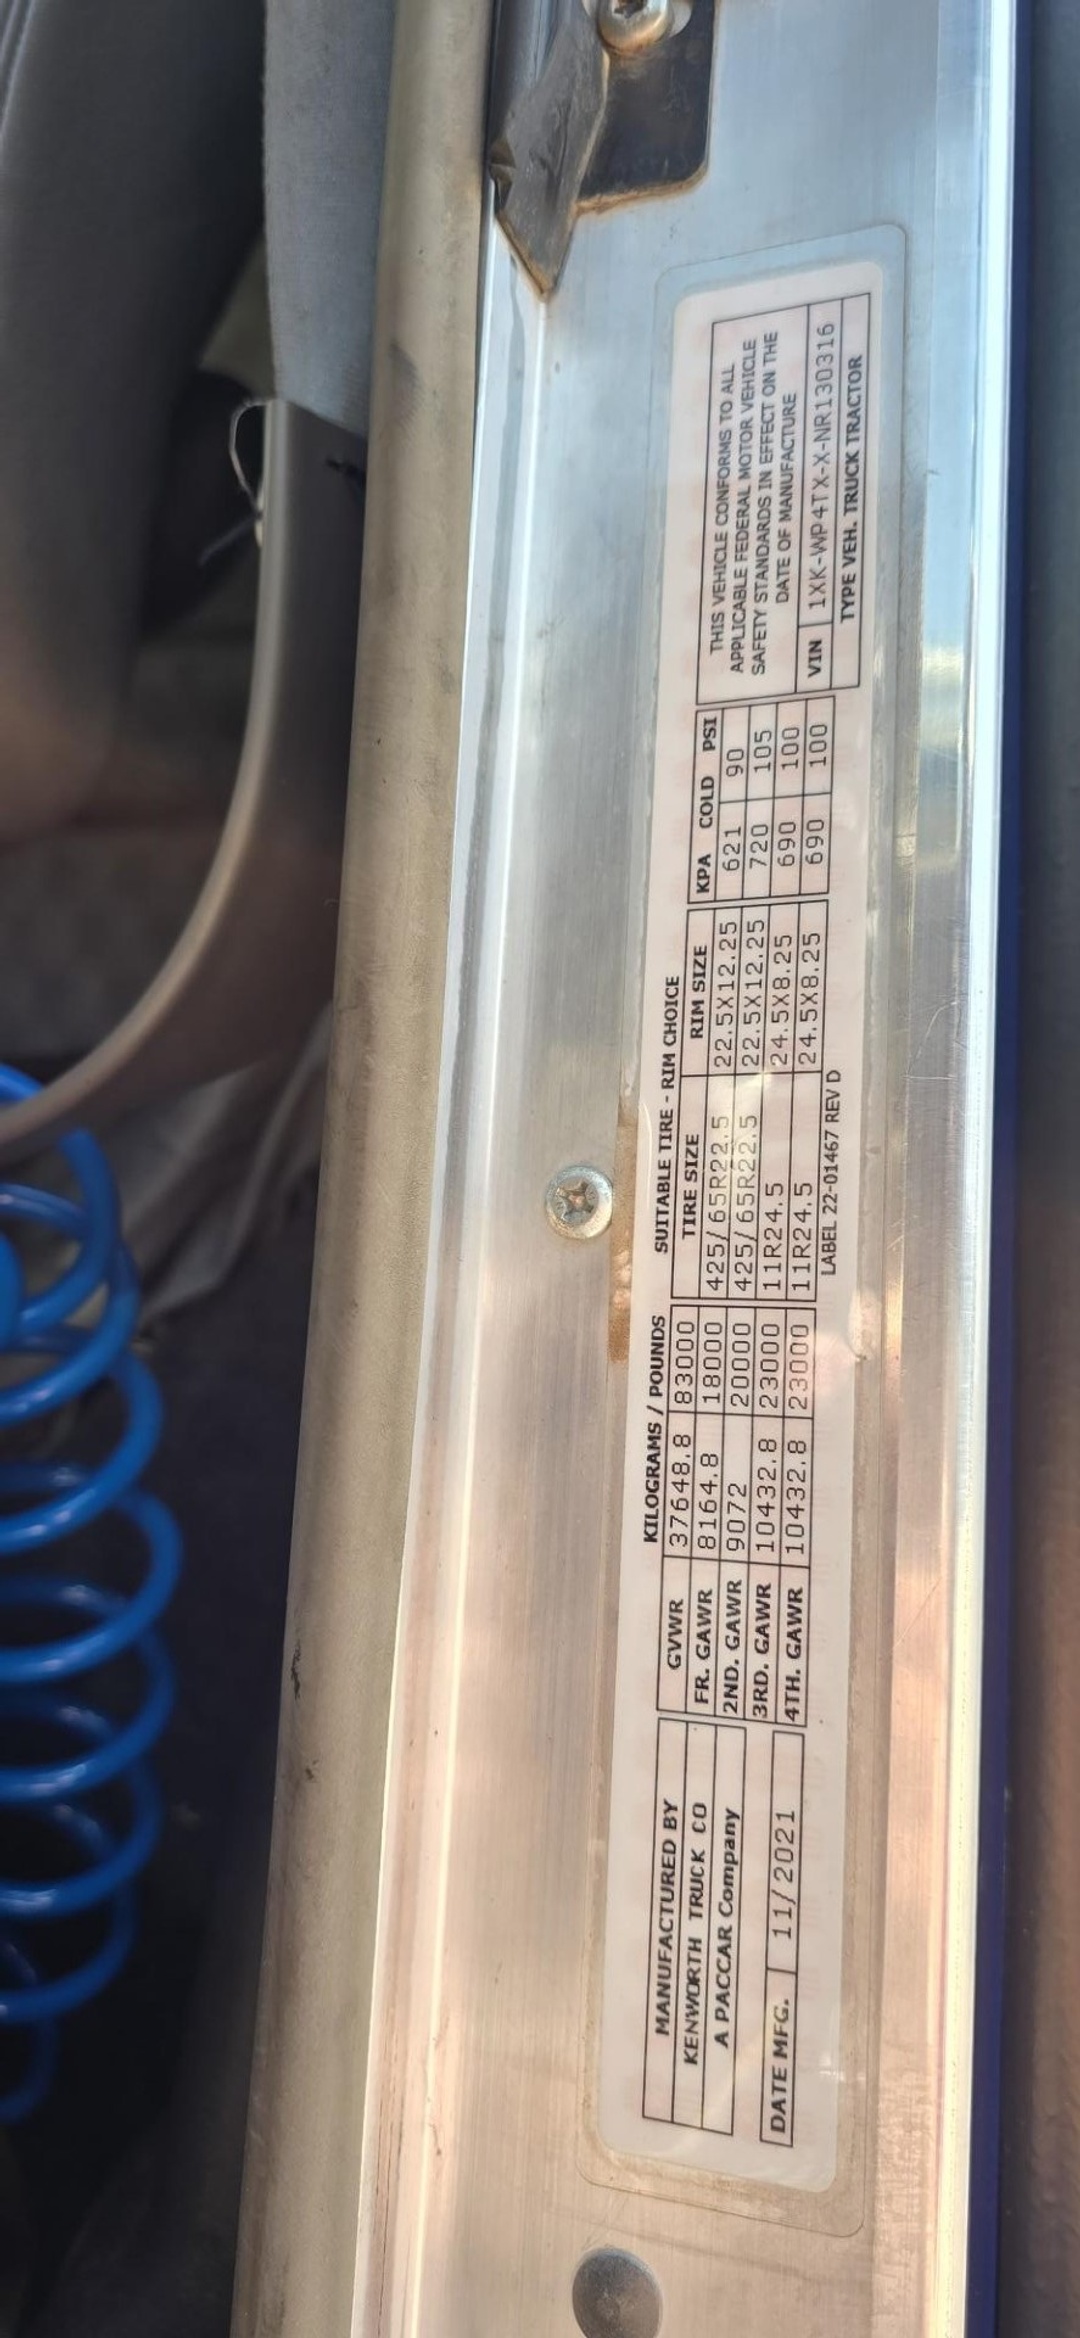 MANUFACTURED BY
KENWORTH TRUCK CO
A PACCAR Company
DATE MFG. 11/2021
KILOGRAMS / POUNDS
GVWR 37648.8 83000
FR. GAWR 8164.8 18000
2ND. GAWR 9072 20000
3RD. GAWR 10432.8 23000
4TH. GAWR 10432.8 23000
SUITABLE TIRE - RIM CHOICE
TIRE SIZE RIM SIZE KPA COLD PSI
425/65R22.5 22.5X12.25 621 90
425/65R22.5 22.5X12.25 720 105
11R24.5 24.5X8.25 690 100
11R24.5 24.5X8.25 690 100
LABEL 22-01467 REV D
THIS VEHICLE CONFORMS TO ALL
APPLICABLE FEDERAL MOTOR VEHICLE
SAFETY STANDARDS IN EFFECT ON THE
DATE OF MANUFACTURE
VIN 1XK-WP4TX-X-NR130316
TYPE VEH. TRUCK TRACTOR